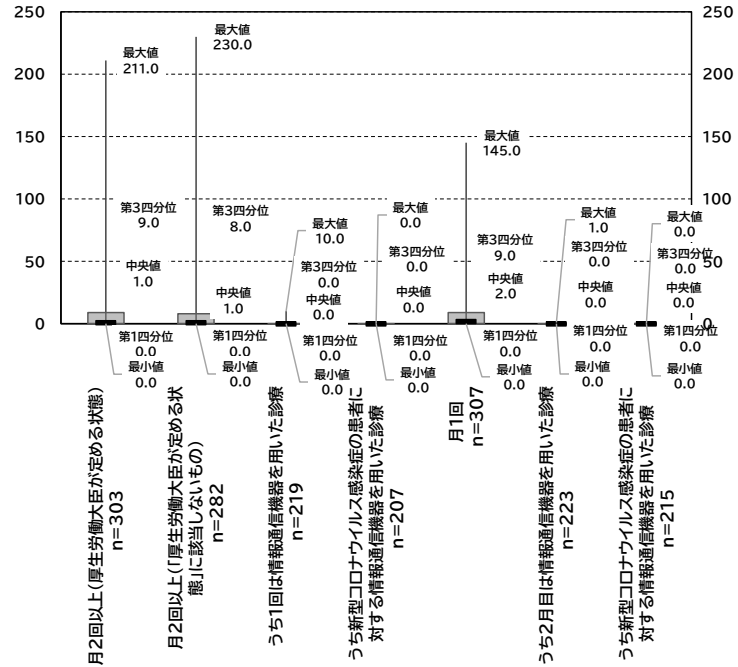 250
200
150
100
50
0
250
200
150
100
50
0
最大値
211.0
第3四分位
9.0
中央値
1.0
第1四分位
0.0
最小値
0.0
最大値
230.0
第3四分位
8.0
中央値
1.0
第1四分位
0.0
最小値
0.0
最大値
10.0
第3四分位
0.0
中央値
0.0
第1四分位
0.0
最小値
0.0
最大値
0.0
第3四分位
0.0
中央値
0.0
第1四分位
0.0
最小値
0.0
最大値
145.0
第3四分位
9.0
中央値
2.0
第1四分位
0.0
最小値
0.0
最大値
1.0
第3四分位
0.0
中央値
0.0
第1四分位
0.0
最小値
0.0
最大値
0.0
第3四分位
0.0
中央値
0.0
第1四分位
0.0
最小値
0.0
月2回以上(厚生労働大臣が定める状態)
n=303
月2回以上(「厚生労働大臣が定める状
態」に該当しないもの)
n=282
うち1回は情報通信機器を用いた診療
n=219
うち新型コロナウイルス感染症の患者に
対する情報通信機器を用いた診療
n=207
月1回
n=307
うち2月目は情報通信機器を用いた診療
n=223
うち新型コロナウイルス感染症の患者に
対する情報通信機器を用いた診療
n=215